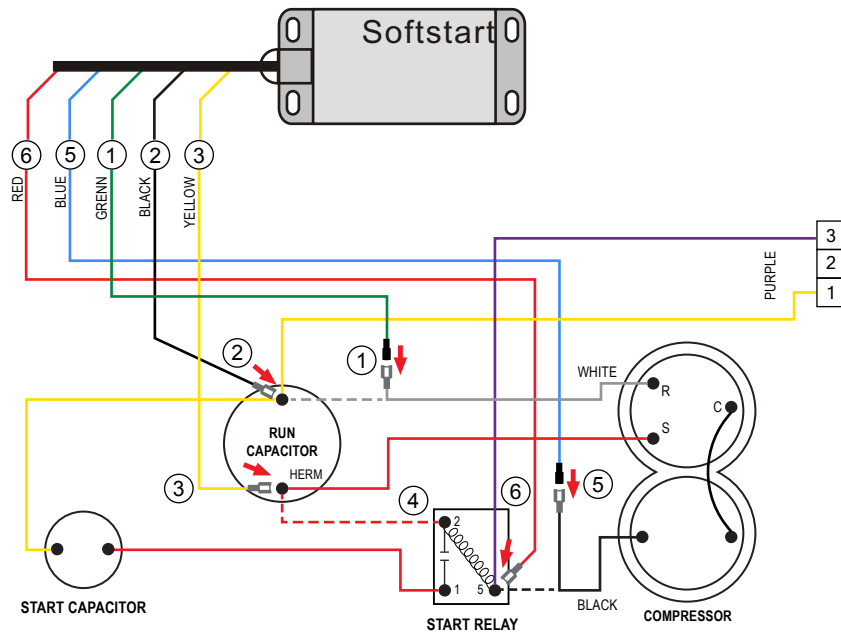 Softstart
6
5
1
2
3
RED
BLUE
GRENN
BLACK
YELLOW
3
2
1
PURPLE
2
1
WHITE
R
C
S
RUN
CAPACITOR
HERM
3
4
6
5
2
1
5
BLACK
START CAPACITOR
START RELAY
COMPRESSOR